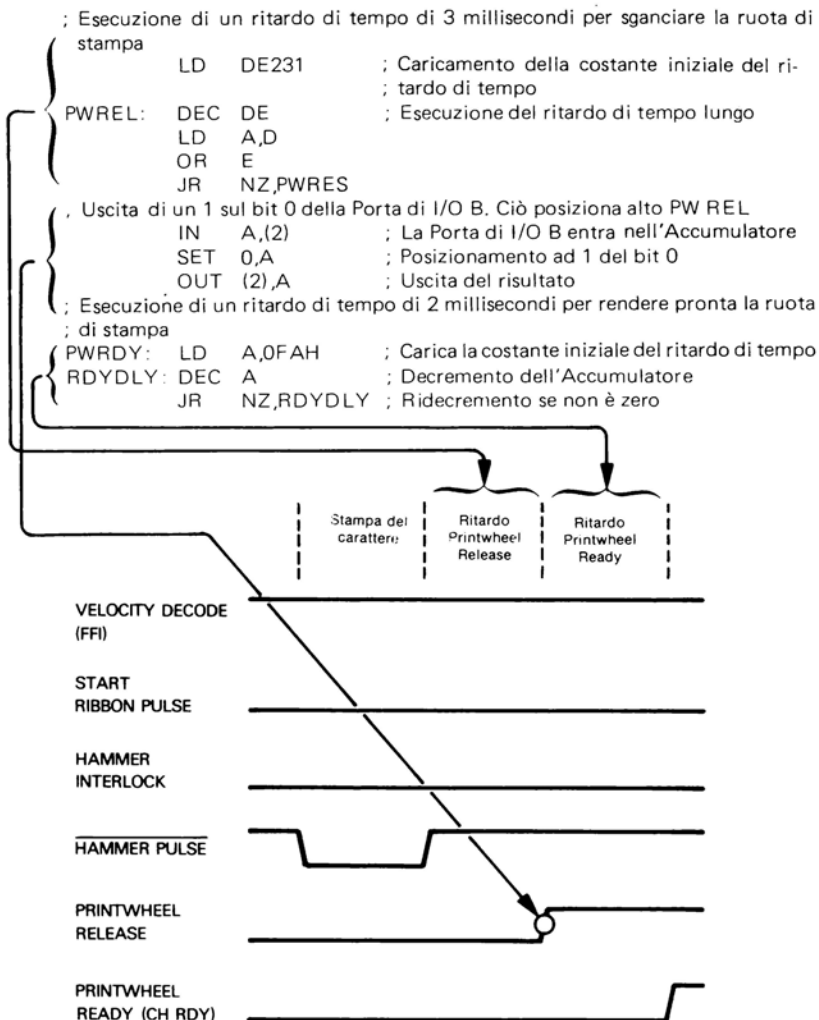 ; Esecuzione di un ritardo di tempo di 3 millisecondi per sganciare la ruota di
stampa
LD DE231 ; Caricamento della costante iniziale del ri-
; tardo di tempo
PWREL: DEC DE ; Esecuzione del ritardo di tempo lungo
LD A,D
OR E
JR NZ,PWRES
, Uscita di un 1 sul bit 0 della Porta di I/O B. Ciò posiziona alto PW REL
IN A,(2) ; La Porta di I/O B entra nell'Accumulatore
SET 0,A ; Posizionamento ad 1 del bit 0
OUT (2),A ; Uscita del risultato
; Esecuzione di un ritardo di tempo di 2 millisecondi per rendere pronta la ruota
; di stampa
PWRDY: LD A,0FAH ; Carica la costante iniziale del ritardo di tempo
RDYDLY: DEC A ; Decremento dell'Accumulatore
JR NZ,RDYDLY ; Ridecremento se non è zero
Stampa del
carattere
Ritardo
Printwheel
Release
Ritardo
Printwheel
Ready
VELOCITY DECODE
(FFI)
START
RIBBON PULSE
HAMMER
INTERLOCK
HAMMER PULSE
PRINTWHEEL
RELEASE
PRINTWHEEL
READY (CH RDY)